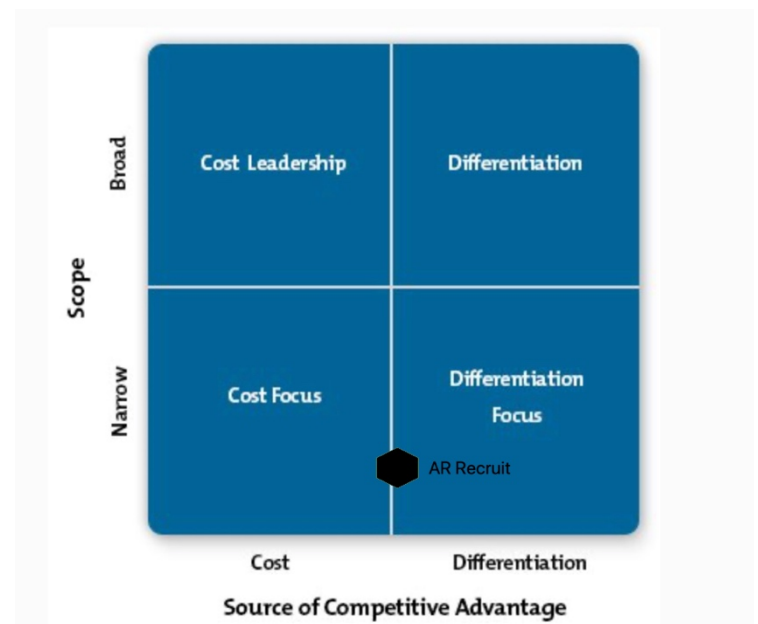 Broad
Cost Leadership
Differentiation
Scope
Narrow
Cost Focus
Differentiation
Focus
AR Recruit
Cost
Differentiation
Source of Competitive Advantage